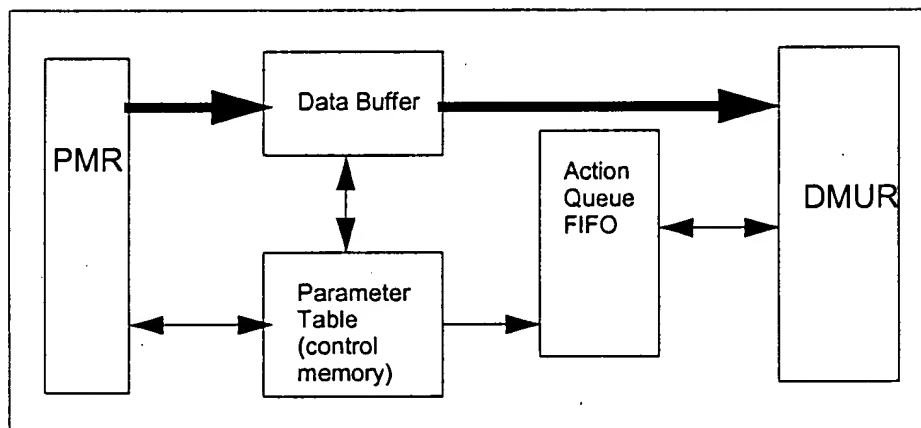 PMR
Data Buffer
Action
Queue
FIFO
DMUR
Parameter
Table
(control
memory)